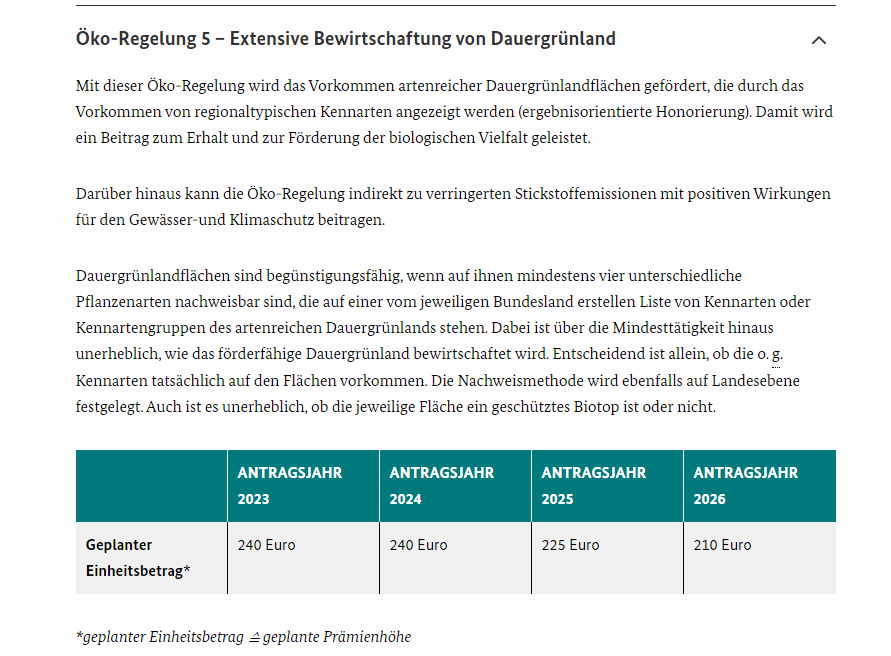 Öko-Regelung 5 – Extensive Bewirtschaftung von Dauergrünland
Mit dieser Öko-Regelung wird das Vorkommen artenreicher Dauergrünlandflächen gefördert, die durch das
Vorkommen von regionaltypischen Kennarten angezeigt werden (ergebnisorientierte Honorierung). Damit wird
ein Beitrag zum Erhalt und zur Förderung der biologischen Vielfalt geleistet.
Darüber hinaus kann die Öko-Regelung indirekt zu verringerten Stickstoffemissionen mit positiven Wirkungen
für den Gewässer-und Klimaschutz beitragen.
Dauergrünlandflächen sind begünstigungsfähig, wenn auf ihnen mindestens vier unterschiedliche
Pflanzenarten nachweisbar sind, die auf einer vom jeweiligen Bundesland erstellen Liste von Kennarten oder
Kennartengruppen des artenreichen Dauergrünlands stehen. Dabei ist über die Mindesttätigkeit hinaus
unerheblich, wie das förderfähige Dauergrünland bewirtschaftet wird. Entscheidend ist allein, ob die o. g.
Kennarten tatsächlich auf den Flächen vorkommen. Die Nachweismethode wird ebenfalls auf Landesebene
festgelegt. Auch ist es unerheblich, ob die jeweilige Fläche ein geschütztes Biotop ist oder nicht.
ANTRAGSJAHR ANTRAGSJAHR ANTRAGSJAHR ANTRAGSJAHR
2023 2024 2025 2026
Geplanter 240 Euro 240 Euro 225 Euro 210 Euro
Einheitsbetrag*
*geplanter Einheitsbetrag ≙ geplante Prämienhöhe